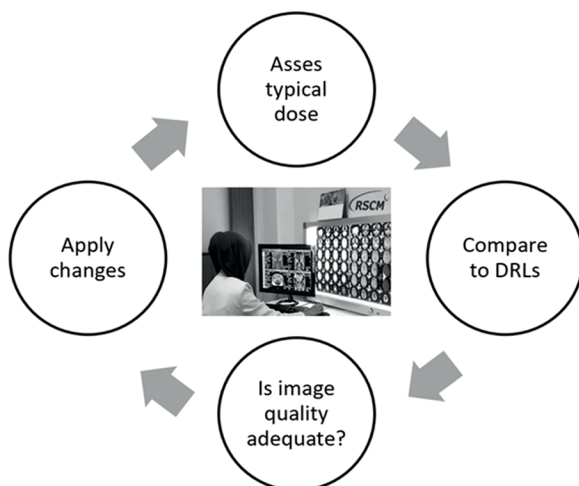 Asses
typical
dose
RSCM
Apply
changes
Compare
to DRLs
Is image
quality
adequate?